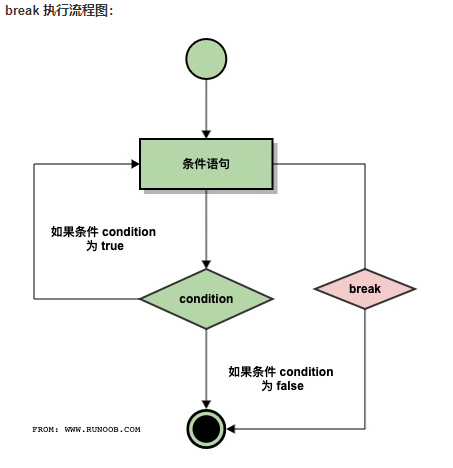 break 执行流程图：
条件语句
如果条件 condition
为 true
condition
break
如果条件 condition
为 false
FROM: WWW.RUNOOB.COM